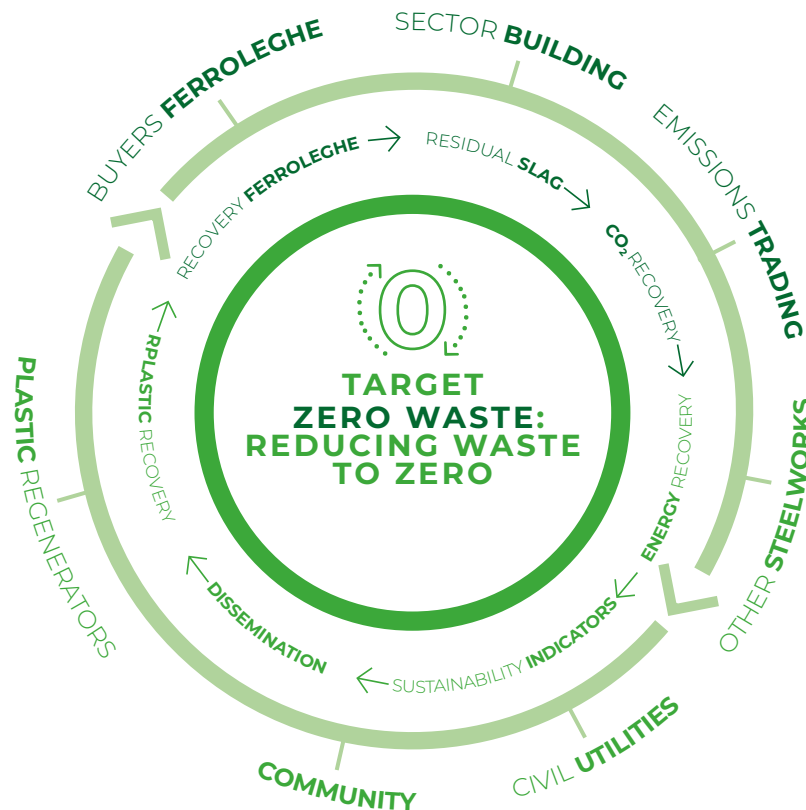 BUYERS FERROLEGHE
SECTOR BUILDING
EMISSIONS TRADING
OTHER STEELWORKS
CIVIL UTILITIES
COMMUNITY
PLASTIC REGENERATORS
RECOVERY FERROLEGHE
RESIDUAL SLAG
CO₂ RECOVERY
ENERGY RECOVERY
SUSTAINABILITY INDICATORS
DISSEMINATION
RPLASTIC RECOVERY
0
TARGET
ZERO WASTE:
REDUCING WASTE
TO ZERO